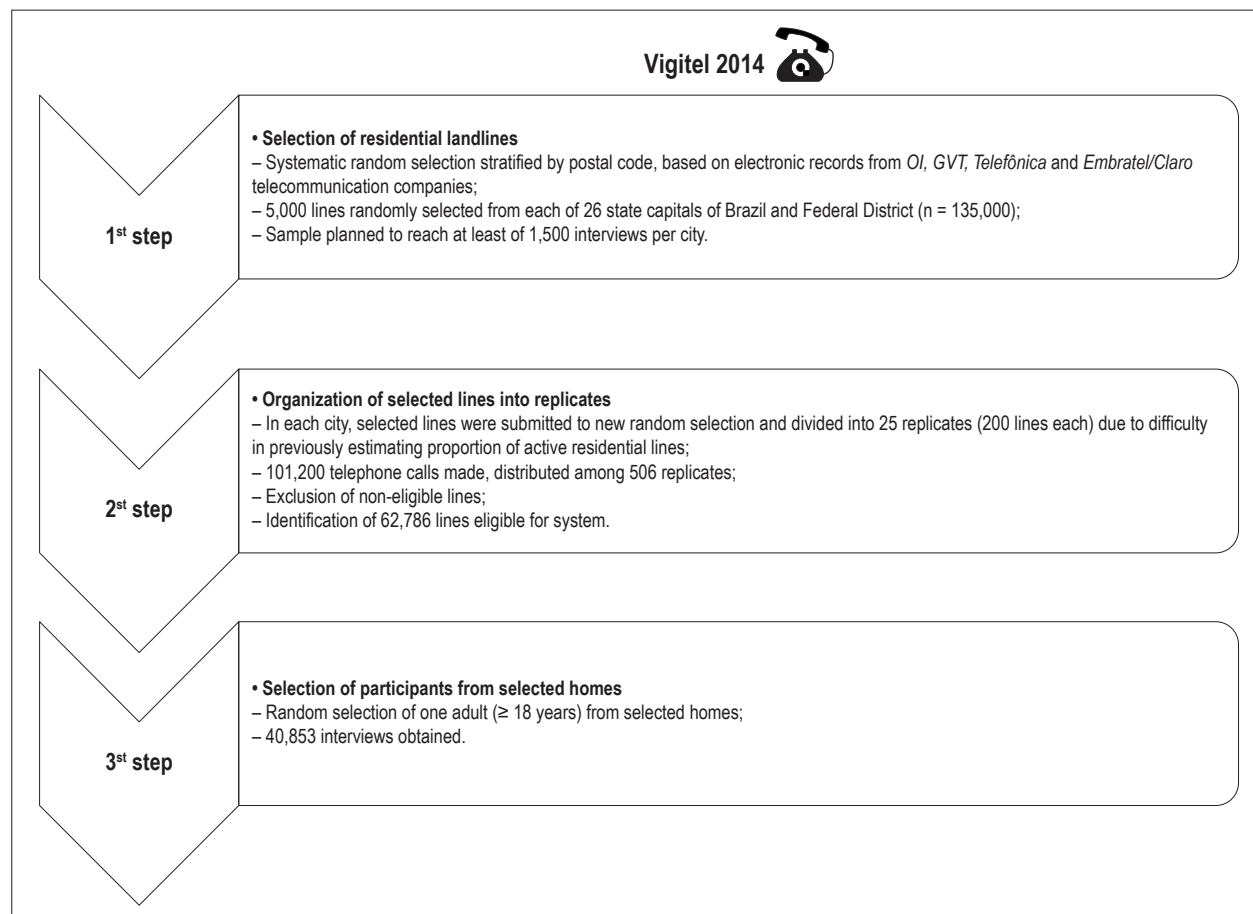 Vigitel 2014
1st step
• Selection of residential landlines
– Systematic random selection stratified by postal code, based on electronic records from OI, GVT, Telefônica and Embratel/Claro
telecommunication companies;
– 5,000 lines randomly selected from each of 26 state capitals of Brazil and Federal District (n = 135,000);
– Sample planned to reach at least of 1,500 interviews per city.
2st step
• Organization of selected lines into replicates
– In each city, selected lines were submitted to new random selection and divided into 25 replicates (200 lines each) due to difficulty
in previously estimating proportion of active residential lines;
– 101,200 telephone calls made, distributed among 506 replicates;
– Exclusion of non-eligible lines;
– Identification of 62,786 lines eligible for system.
3st step
• Selection of participants from selected homes
– Random selection of one adult (≥ 18 years) from selected homes;
– 40,853 interviews obtained.